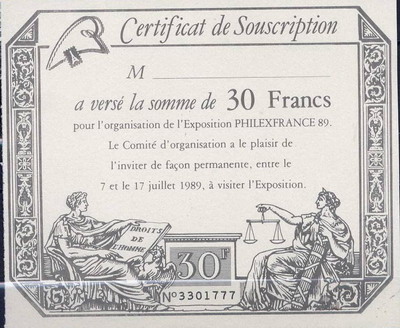 Certificat de Souscription
M
a versé la somme de 30 Francs
pour l'organisation de l'Exposition PHILEXFRANCE 89.
Le Comité d'organisation a le plaisir de
l'inviter de façon permanente, entre le
7 et le 17 juillet 1989, à visiter l'Exposition.
DROITS
DE
L'HOMME
30F
No3301777